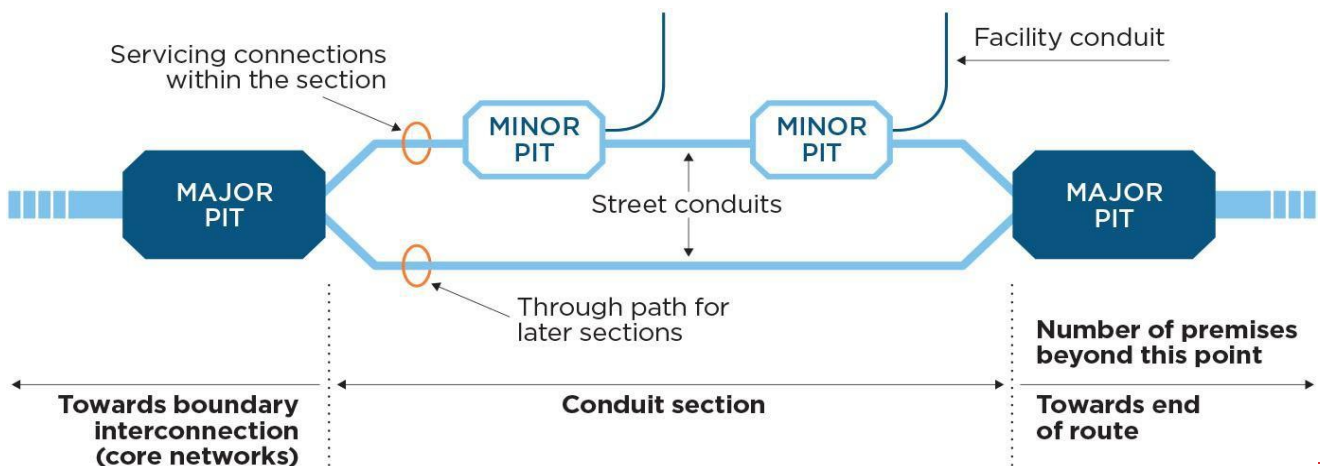 Servicing connections
within the section
Facility conduit
MINOR
PIT
MINOR
PIT
MAJOR
PIT
Street conduits
MAJOR
PIT
Through path for
later sections
Number of premises
beyond this point
Towards boundary
interconnection
(core networks)
Conduit section
Towards end
of route